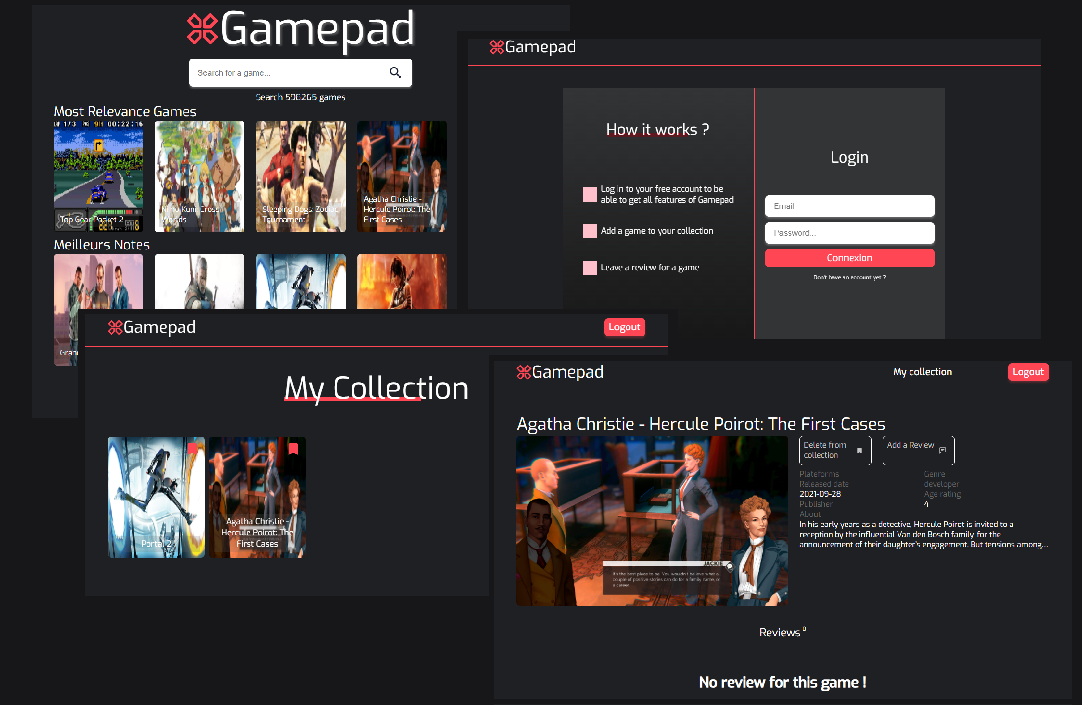 Gamepad
Search for a game...
Search 596265 games
Most Relevance Games
Top Gear Pocket 2
Sleeping Dogs: Zodiac
Tournament
Agatha Christie -
Hercule Poirot: The
First Cases
Meilleurs Notes
Gamepad
How it works ?
Log in to your free account to be
able to get all features of Gamepad
Add a game to your collection
Leave a review for a game
Login
Email
Password...
Connexion
Don't have an account yet ?
Gamepad
Logout
My Collection
Portal 2
Agatha Christie -
Hercule Poirot: The
First Cases
Gamepad
My collection
Logout
Agatha Christie - Hercule Poirot: The First Cases
Delete from
collection
Add a Review
Plateforms
Genre
Released date
developer
2021-09-28
Age rating
Publisher
4
About
In his early years as a detective, Hercule Poirot is invited to a
reception by the influential Van den Bosch family for the
announcement of their daughter's engagement. But tensions among...
JACKIE
Reviews 0
No review for this game !